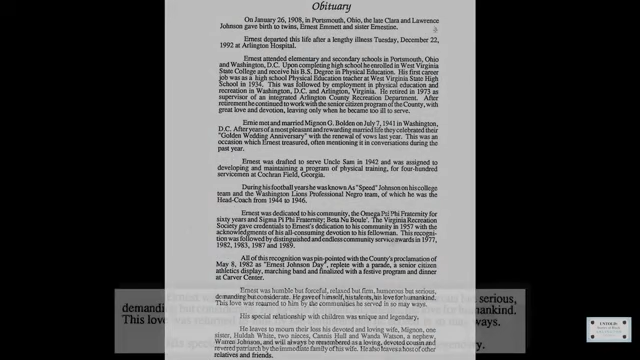 Obituary
On January 26, 1908, in Portsmouth, Ohio, the late Clara and Lawrence
Johnson gave birth to twins, Ernest Emmett and sister Ernestine.
Ernest departed this life after a lengthy illness Tuesday, December 22,
1992 at Arlington Hospital.
Ernest attended elementary and secondary schools in Portsmouth, Ohio
and Washington, D.C. Upon completing high school he enrolled in West Virginia
State College and receive his B.S. Degree in Physical Education. His first career
job was as a high school Physical Education teacher at West Virginia State High
School in 1934. This was followed by employment in physical education and
recreation in Washington, D.C. and Arlington, Virginia. He retired in 1973 as
supervisor of an integrated Arlington County Recreation Department. After
retirement he continued to work with the senior citizen program of the County, with
great love and devotion, leaving only when he became too ill to serve.
Ernie met and married Mignon G. Bolden on July 7, 1941 in Washington,
D.C. After years of a most pleasant and rewarding married life they celebrated their
"Golden Wedding Anniversary" with the renewal of vows last year. This was an
occasion which Ernest treasured, often mentioning it in conversations during the
past year.
Ernest was drafted to serve Uncle Sam in 1942 and was assigned to
developing and maintaining a program of physical training, for four-hundred
servicemen at Cochran Field, Georgia.
During his football years he was known As "Speed" Johnson on his college
team and the Washington Lions Professional Negro team, of which he was the
Head-Coach from 1944 to 1946.
Ernest was dedicated to his community, the Omega Psi Phi Fraternity for
sixty years and Sigma Pi Phi Fraternity; Beta Nu Boule'. The Virginia Recreation
Society gave credentials to Ernest's dedication to his community in 1957 with the
acknowledgments of his all-consuming devotion to his fellowman. This recogni-
tion was followed by distinguished and endless community service awards in 1977,
1982, 1983, 1987 and 1989.
All of this recognition was pin-pointed with the County's proclamation of
May 8, 1982 as "Ernest Johnson Day", replete with a parade, a senior citizen
athletics display, marching band and finalized with a festive program and dinner
at Carver Center.
Ernest was humble but forceful, relaxed but firm, humorous but serious,
demanding but considerate. He gave of himself, his talents, his love for humankind.
This love was returned to him by the communities he served in so may ways.
His special relationship with children was unique and legendary.
He leaves to mourn their loss his devoted and loving wife, Mignon, one
sister, Huldah White, two nieces, Cannis Hull and Wanda Watson, a nephew,
Warren Johnson, and will always be remembered as a loving, devoted cousin and
revered patriarch by the immediate family of his wife. He also leaves a host of other
relatives and friends.